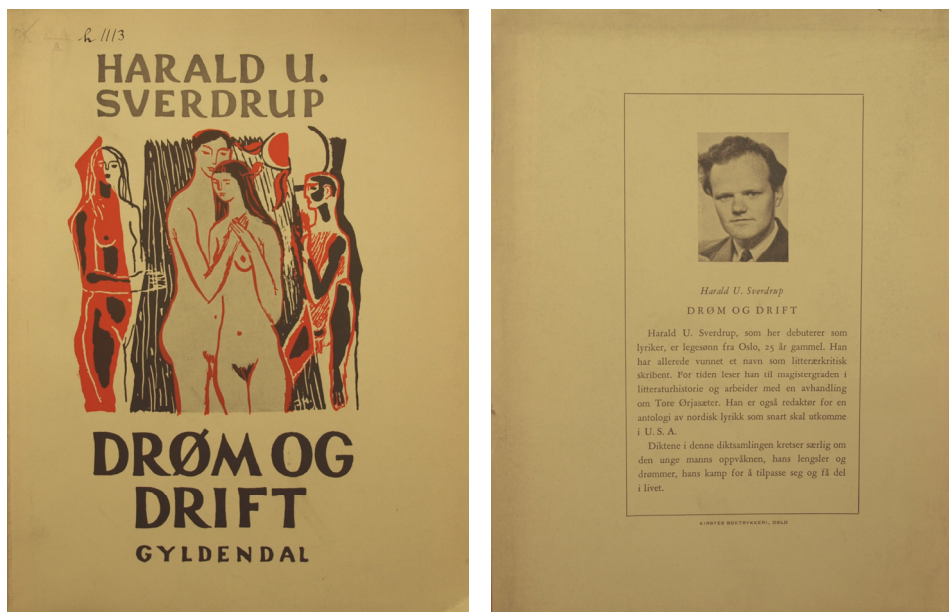 h 1113
HARALD U.
SVERDRUP
DRØM OG
DRIFT
GYLDENDAL
Harald U. Sverdrup
DRØM OG DRIFT
Harald U. Sverdrup, som her debuterer som
lyriker, er legesønn fra Oslo, 25 år gammel. Han
har allerede vunnet et navn som litterærkritisk
skribent. For tiden leser han til magistergraden i
litteraturhistorie og arbeider med en avhandling
om Tore Ørjasæter. Han er også redaktør for en
antologi av nordisk lyrikk som snart skal utkomme
i U. S. A.
Diktene i denne diktsamlingen kretser særlig om
den unge manns oppvåknen, hans lengsler og
drømmer, hans kamp for å tilpasse seg og få del
i livet.
KIRSTES BOKTRYKKERI, OSLO